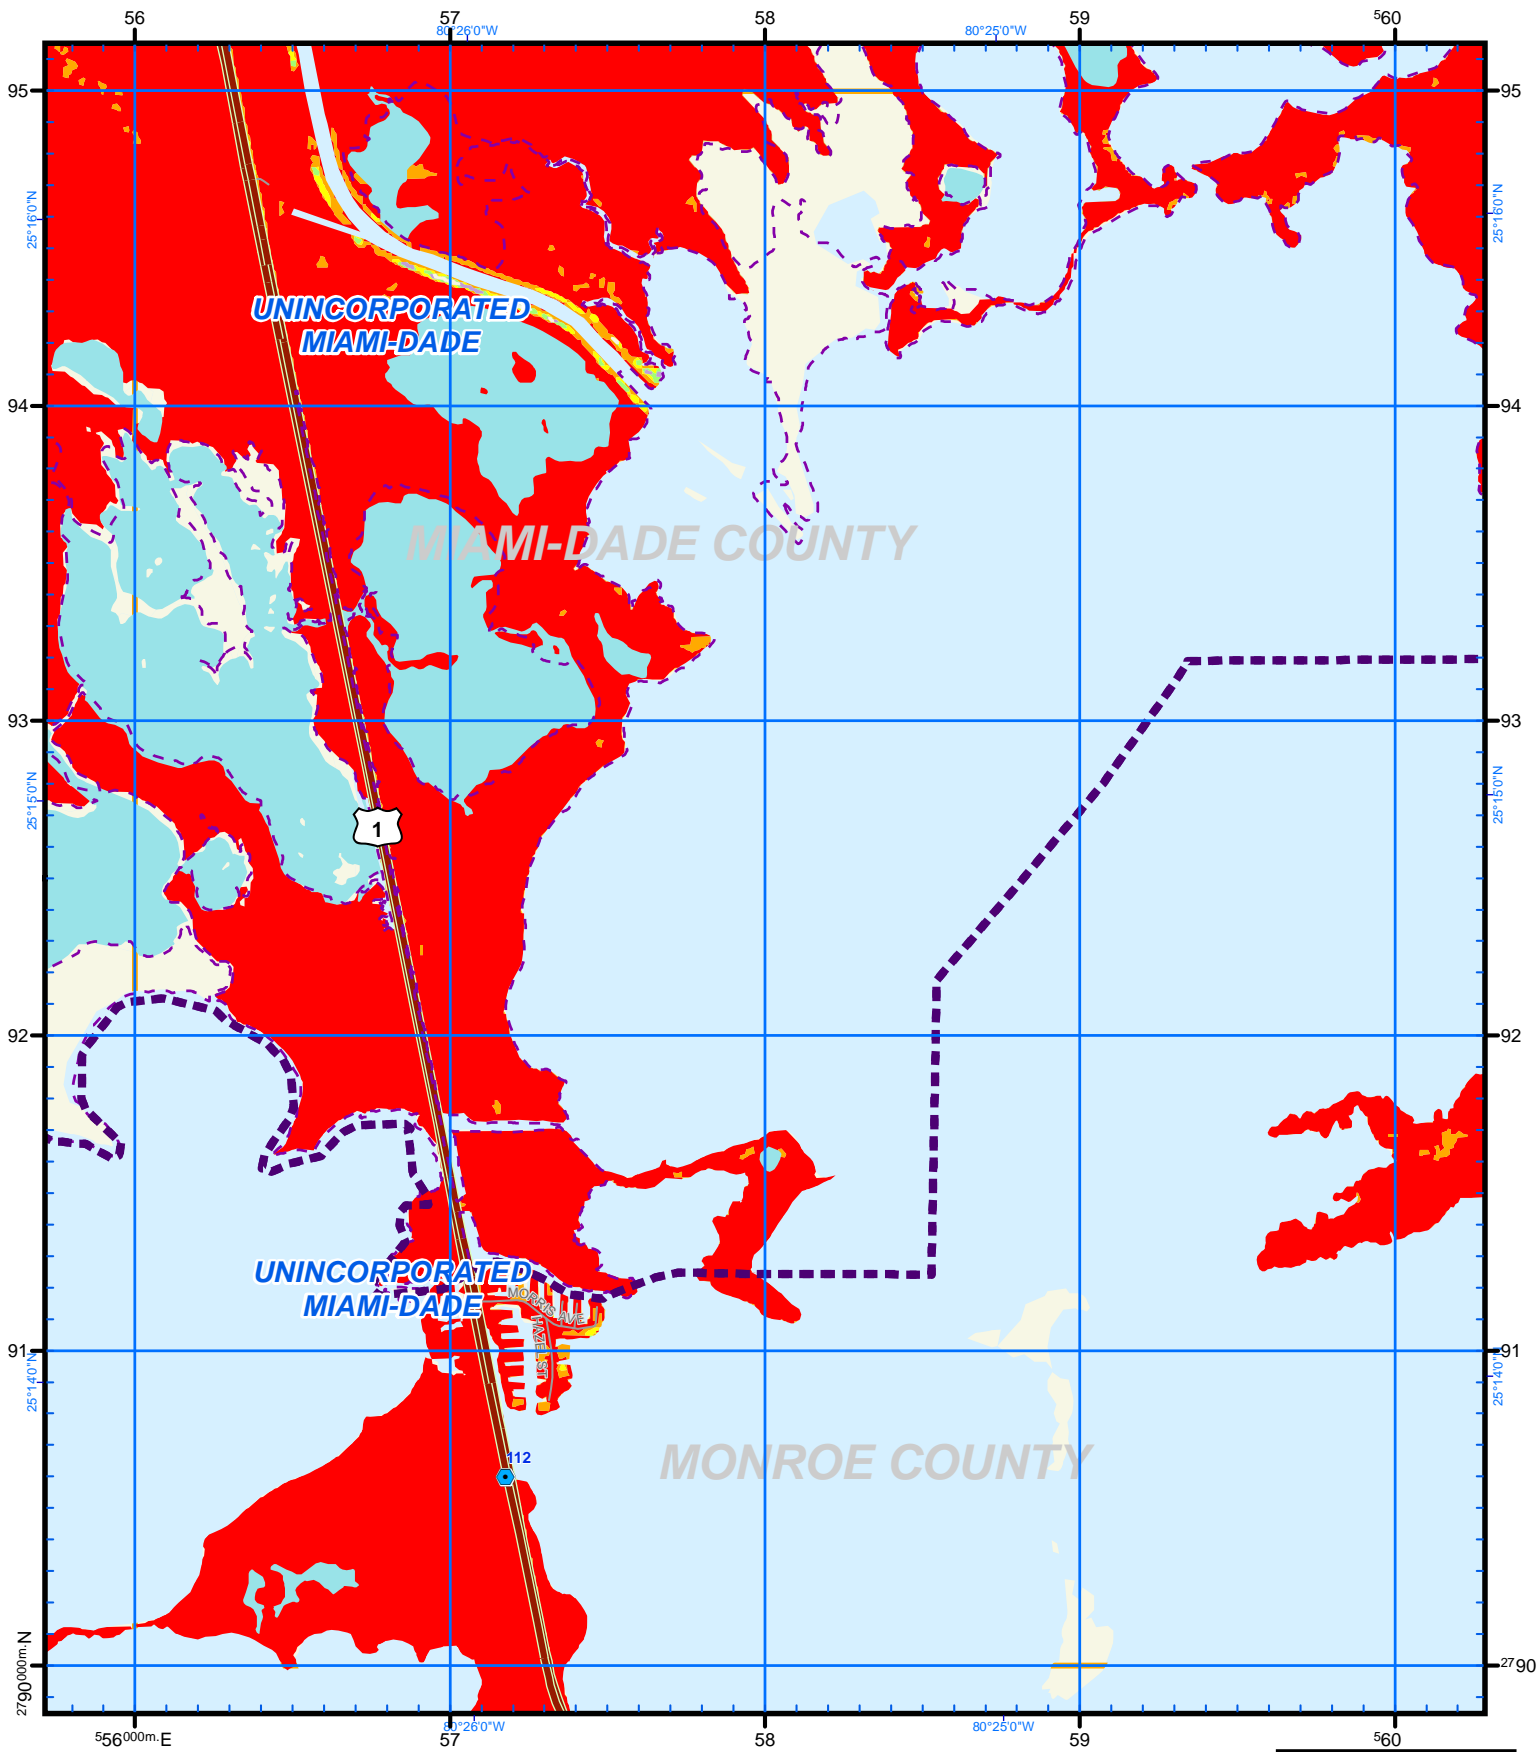 56 57 58 59 ⁵60
80°26'0"W 80°25'0"W
95 95
25°16'0"N 25°16'0"N
UNINCORPORATED
MIAMI-DADE
94 94
MIAMI-DADE COUNTY
93 93
25°15'0"N 25°15'0"N
1
92 92
UNINCORPORATED
MIAMI-DADE
MORRIS AVE
HAZEL ST
91 91
25°14'0"N 25°14'0"N
MONROE COUNTY
112
²⁷90⁰⁰⁰ᵐ·N ²⁷90
80°26'0"W 80°25'0"W
⁵56⁰⁰⁰ᵐ·E 57 58 59 ⁵60